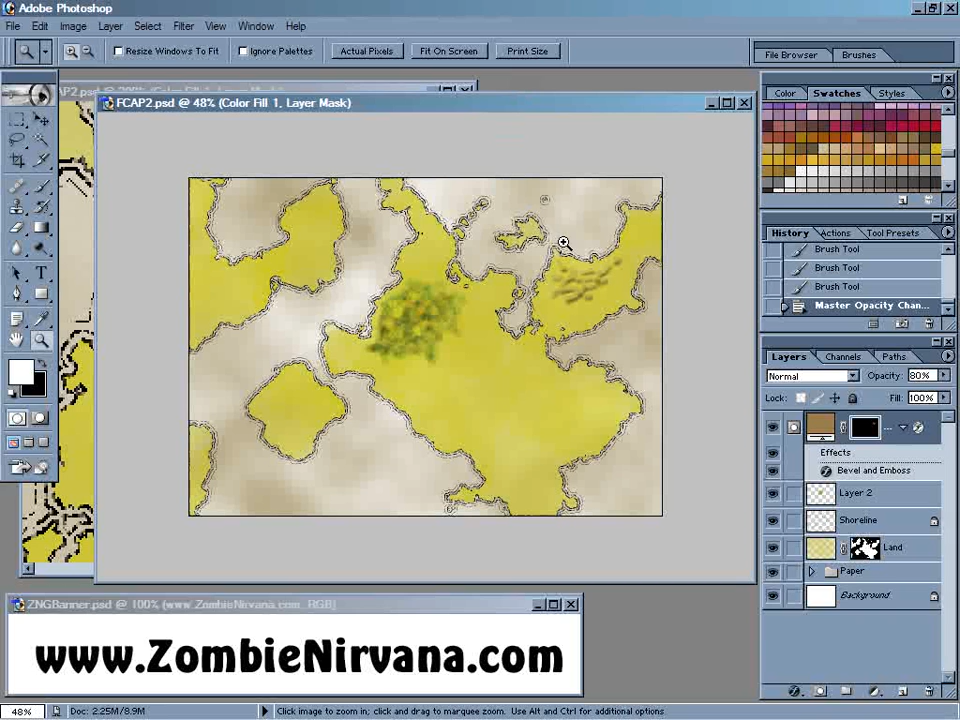 Adobe Photoshop
File Edit Image Layer Select Filter View Window Help
Resize Windows To Fit Ignore Palettes Actual Pixels Fit On Screen Print Size File Browser Brushes
FCAP2.psd @ 48% (Color Fill 1, Layer Mask)
Color Swatches Styles
History Actions Tool Presets
Brush Tool
Brush Tool
Brush Tool
Master Opacity Chan...
Layers Channels Paths
Normal Opacity: 80%
Lock: Fill: 100%
...
Effects
Bevel and Emboss
Layer 2
Shoreline
Land
Paper
Background
ZNGBanner.psd @ 100% (www.ZombieNirvana.com, RGB)
www.ZombieNirvana.com
48% Doc: 2.25M/8.9M Click image to zoom in; click and drag to marquee zoom. Use Alt and Ctrl for additional options.